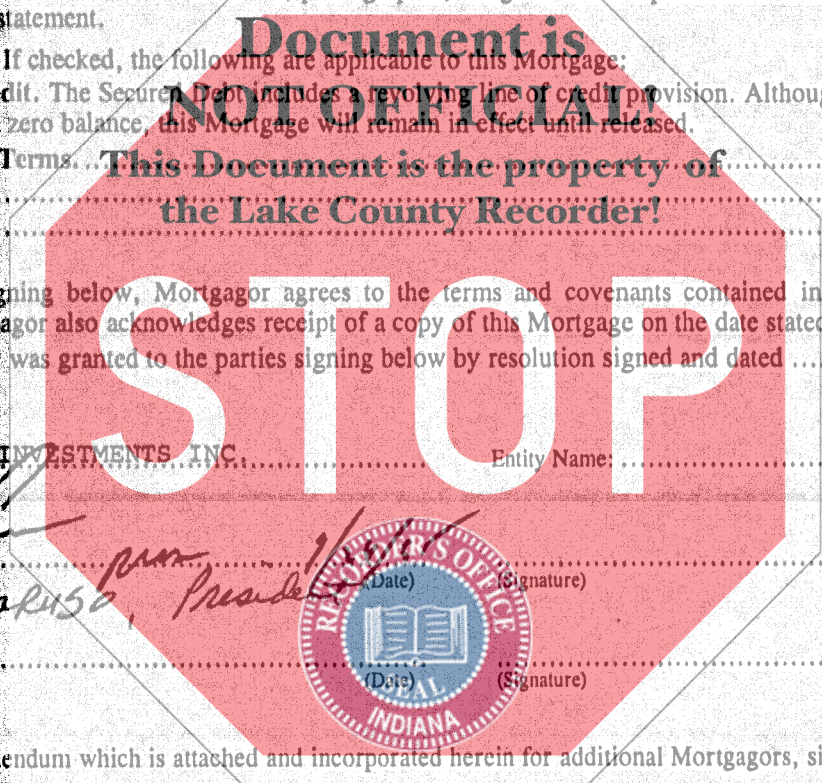 statement.
Document is
If checked, the following are applicable to this Mortgage:
dit. The Secured Debt includes a revolving line of credit provision. Althoug
NOT OFFICIAL!
zero balance, this Mortgage will remain in effect until released.
Terms.
This Document is the property of
the Lake County Recorder!
gning below, Mortgagor agrees to the terms and covenants contained in
agor also acknowledges receipt of a copy of this Mortgage on the date stated
was granted to the parties signing below by resolution signed and dated
STOP
INVESTMENTS INC. Entity Name:
President
(Date) (Signature)
RECORDER'S OFFICE
SEAL
INDIANA
(Date) (Signature)
endum which is attached and incorporated herein for additional Mortgagors, si